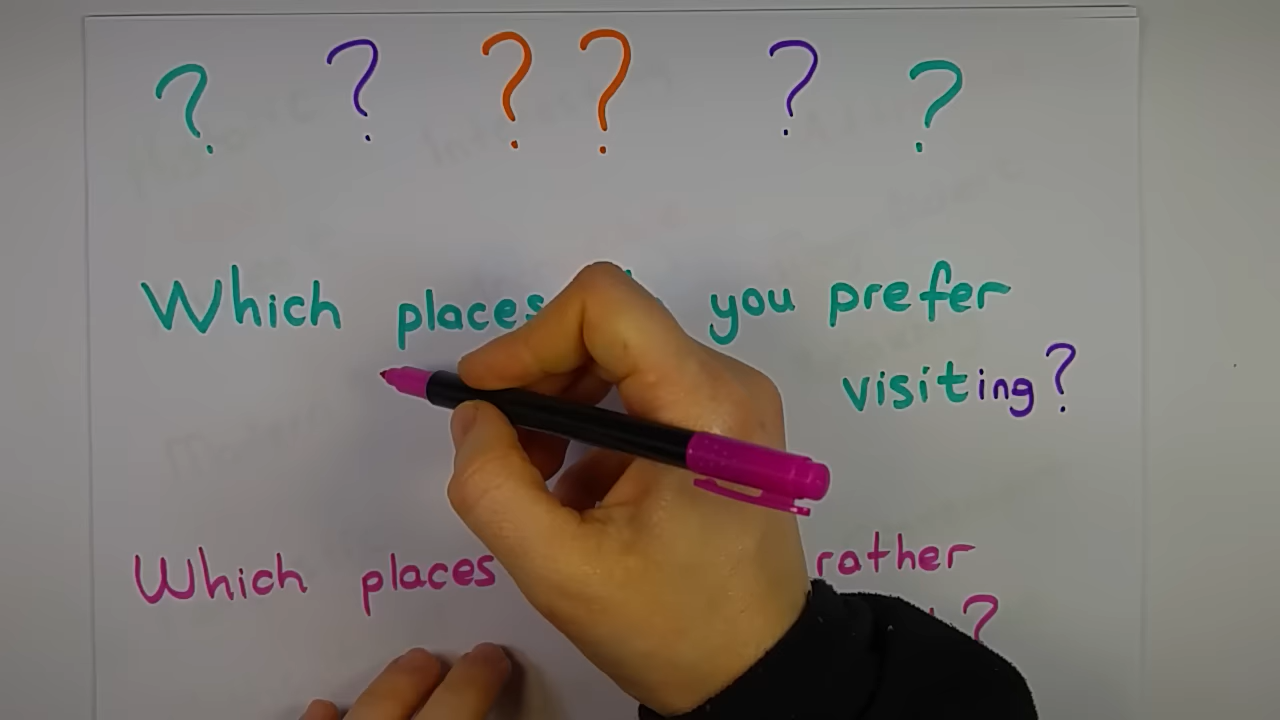 ? ? ? ? ? ?
Which places you prefer
visiting?
Which places rather
?